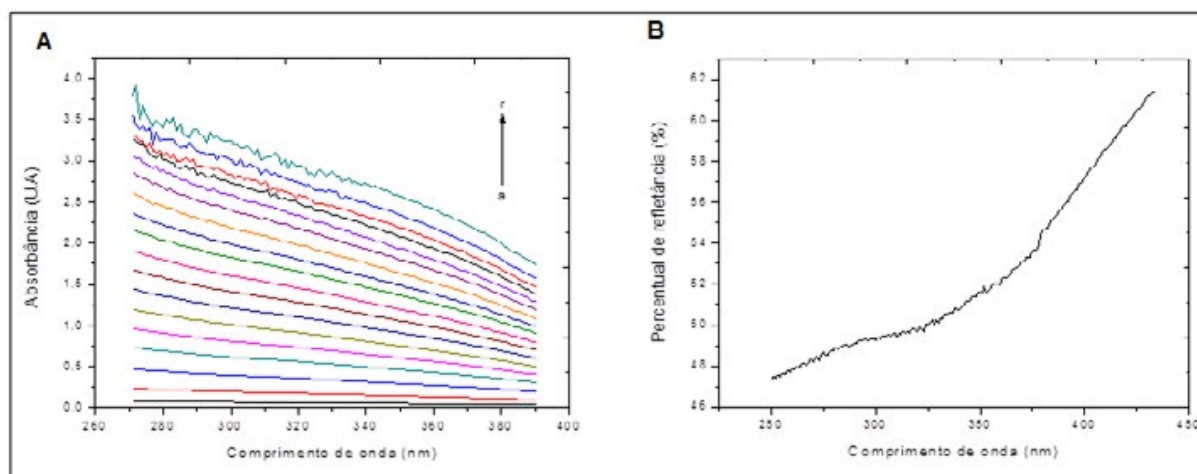 A
Absorbância (U.A)
4.0
3.5
3.0
2.5
2.0
1.5
1.0
0.5
0.0
r
a
260 280 300 320 340 360 380 400
Comprimento de onda (nm)
B
Percentual de refletância (%)
62
60
58
56
54
52
50
48
46
250 300 350 400 450
Comprimento de onda (nm)